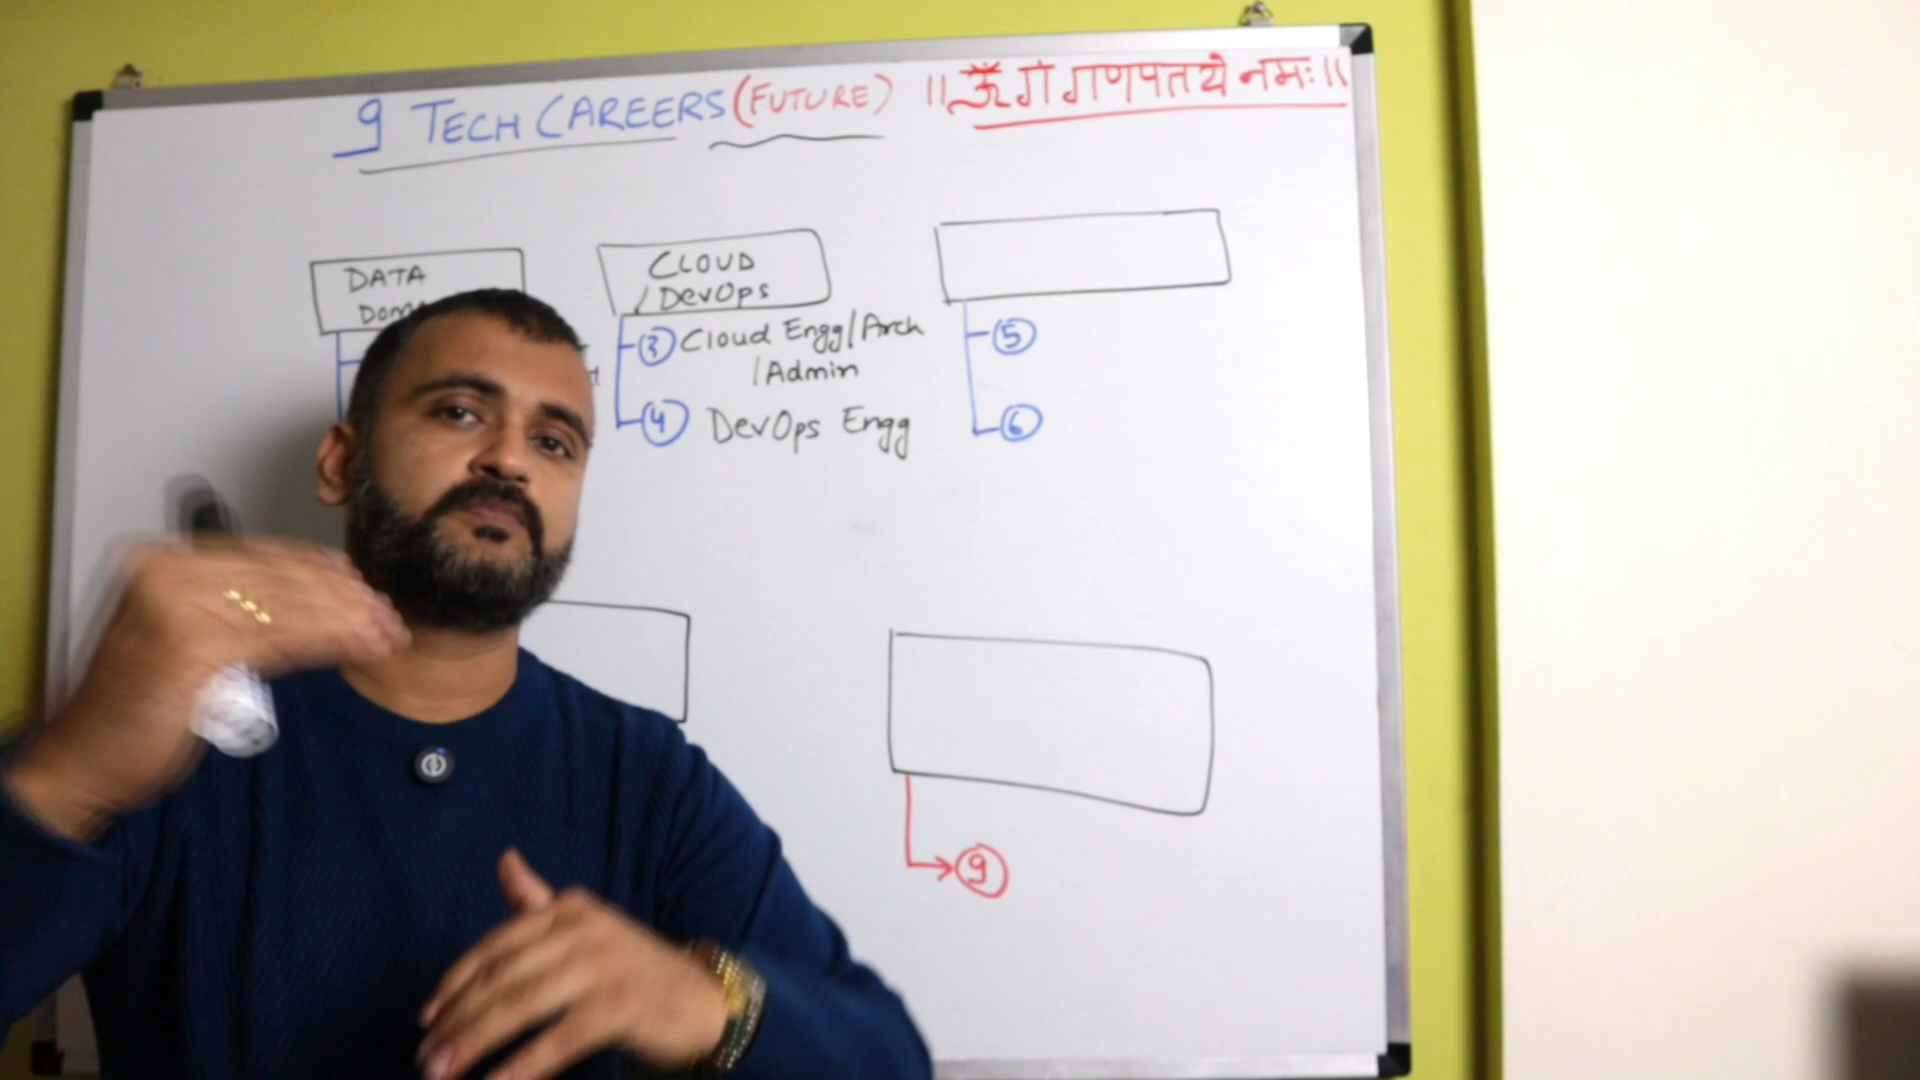 9 TECH CAREERS (FUTURE) ॥ ॐ गं गणपतये नमः ॥
DATA
CLOUD
/DevOps
3 Cloud Engg/Arch
/Admin
4 DevOps Engg
5
6
9